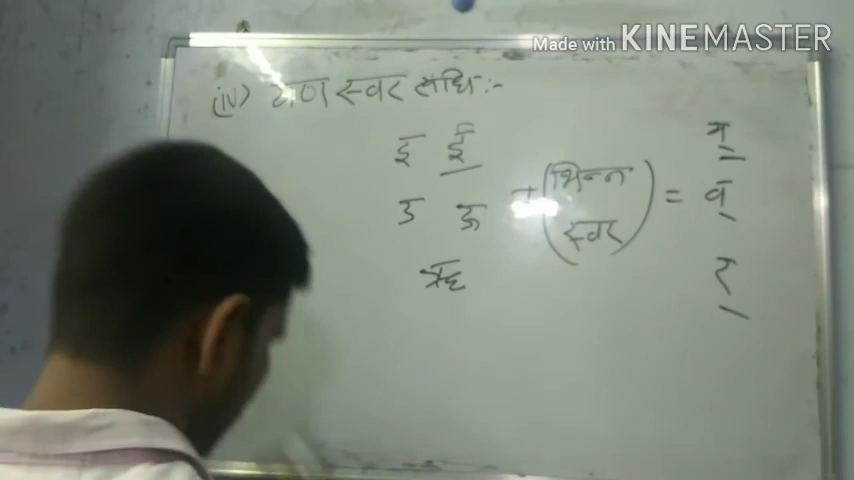 Made with KINEMASTER
(iv) यण स्वर संधि:-
इ ई य
उ ऊ + (भिन्न स्वर) = व
ऋ र